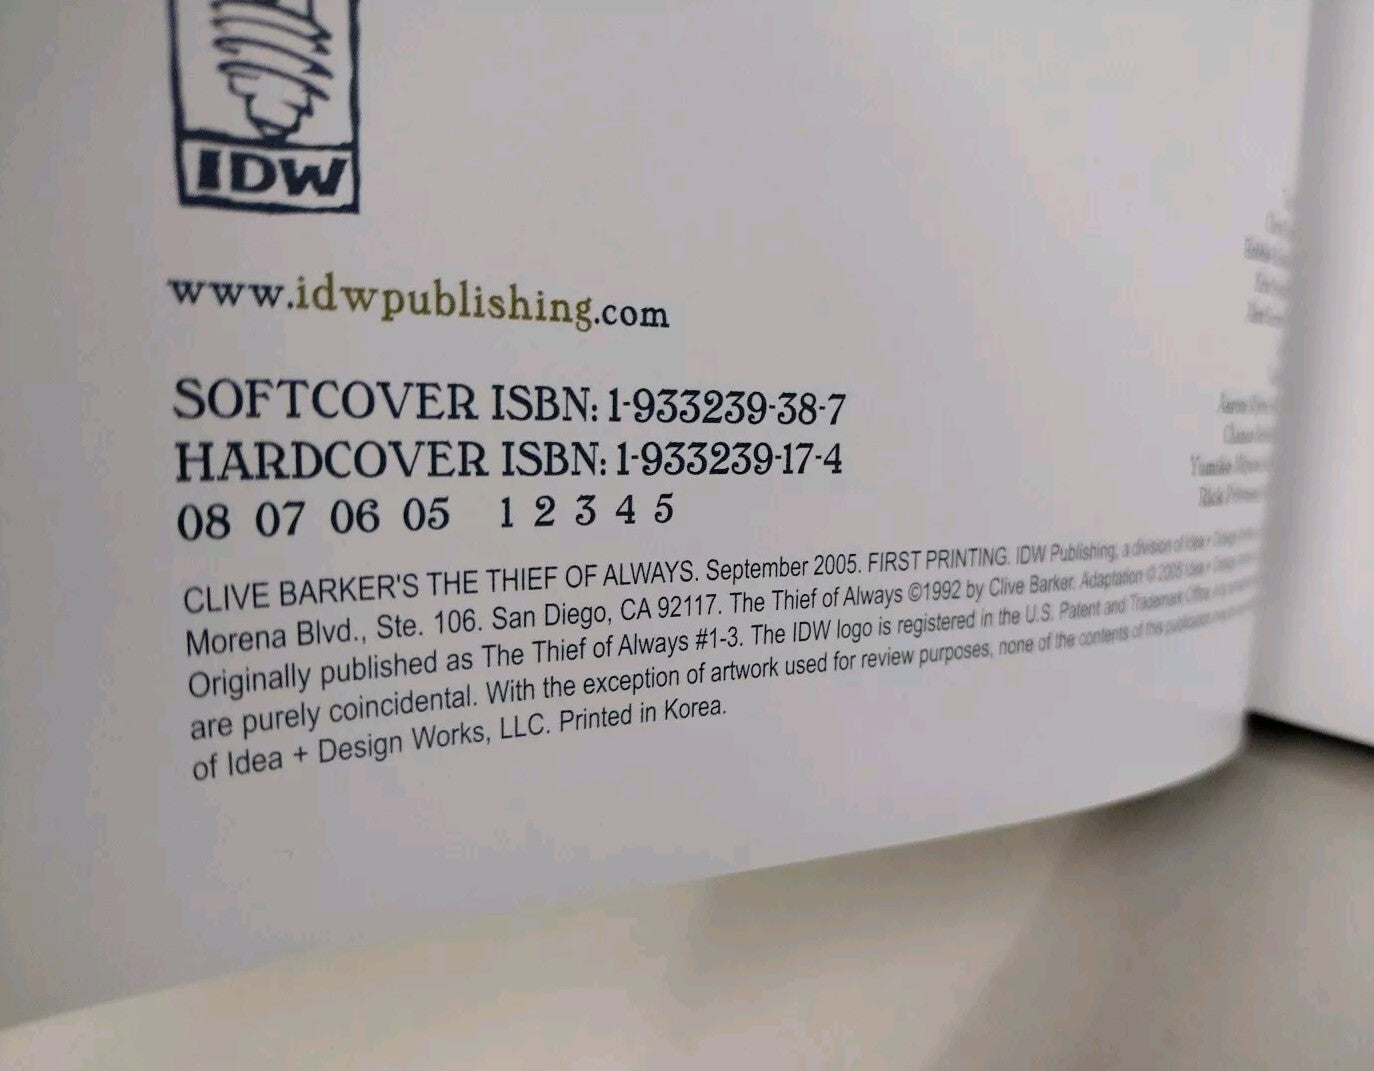 IDW
www.idwpublishing.com
SOFTCOVER ISBN: 1-933239-38-7
HARDCOVER ISBN: 1-933239-17-4
08 07 06 05 1 2 3 4 5
CLIVE BARKER'S THE THIEF OF ALWAYS. September 2005. FIRST PRINTING. IDW Publishing, a division of Idea + Design
Morena Blvd., Ste. 106. San Diego, CA 92117. The Thief of Always ©1992 by Clive Barker. Adaptation © 2005 Idea + Design
Originally published as The Thief of Always #1-3. The IDW logo is registered in the U.S. Patent and Trademark Office.
are purely coincidental. With the exception of artwork used for review purposes, none of the contents of this publication
of Idea + Design Works, LLC. Printed in Korea.